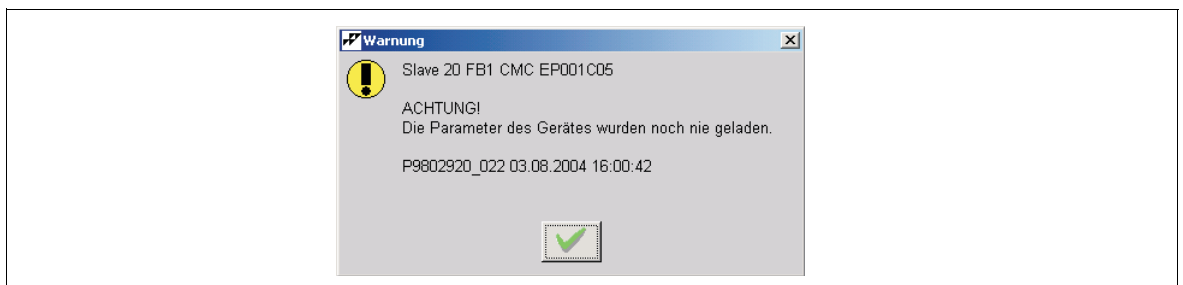 Warnung
Slave 20 FB1 CMC EP001C05
ACHTUNG!
Die Parameter des Gerätes wurden noch nie geladen.
P9802920_022 03.08.2004 16:00:42